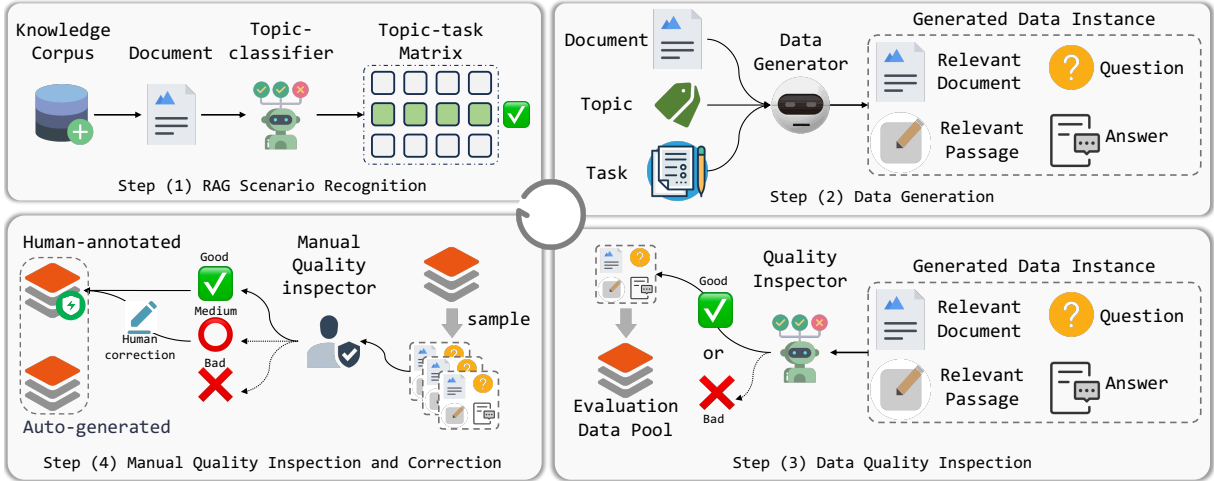 Knowledge
Corpus
Document
Topic-
classifier
Topic-task
Matrix
Step (1) RAG Scenario Recognition
Document
Topic
Task
Data
Generator
Generated Data Instance
Relevant
Document
Question
Relevant
Passage
Answer
Step (2) Data Generation
Human-annotated
Auto-generated
Good
Medium
Human
correction
Bad
Manual
Quality
inspector
sample
Step (4) Manual Quality Inspection and Correction
Evaluation
Data Pool
Good
or
Bad
Quality
Inspector
Generated Data Instance
Relevant
Document
Question
Relevant
Passage
Answer
Step (3) Data Quality Inspection